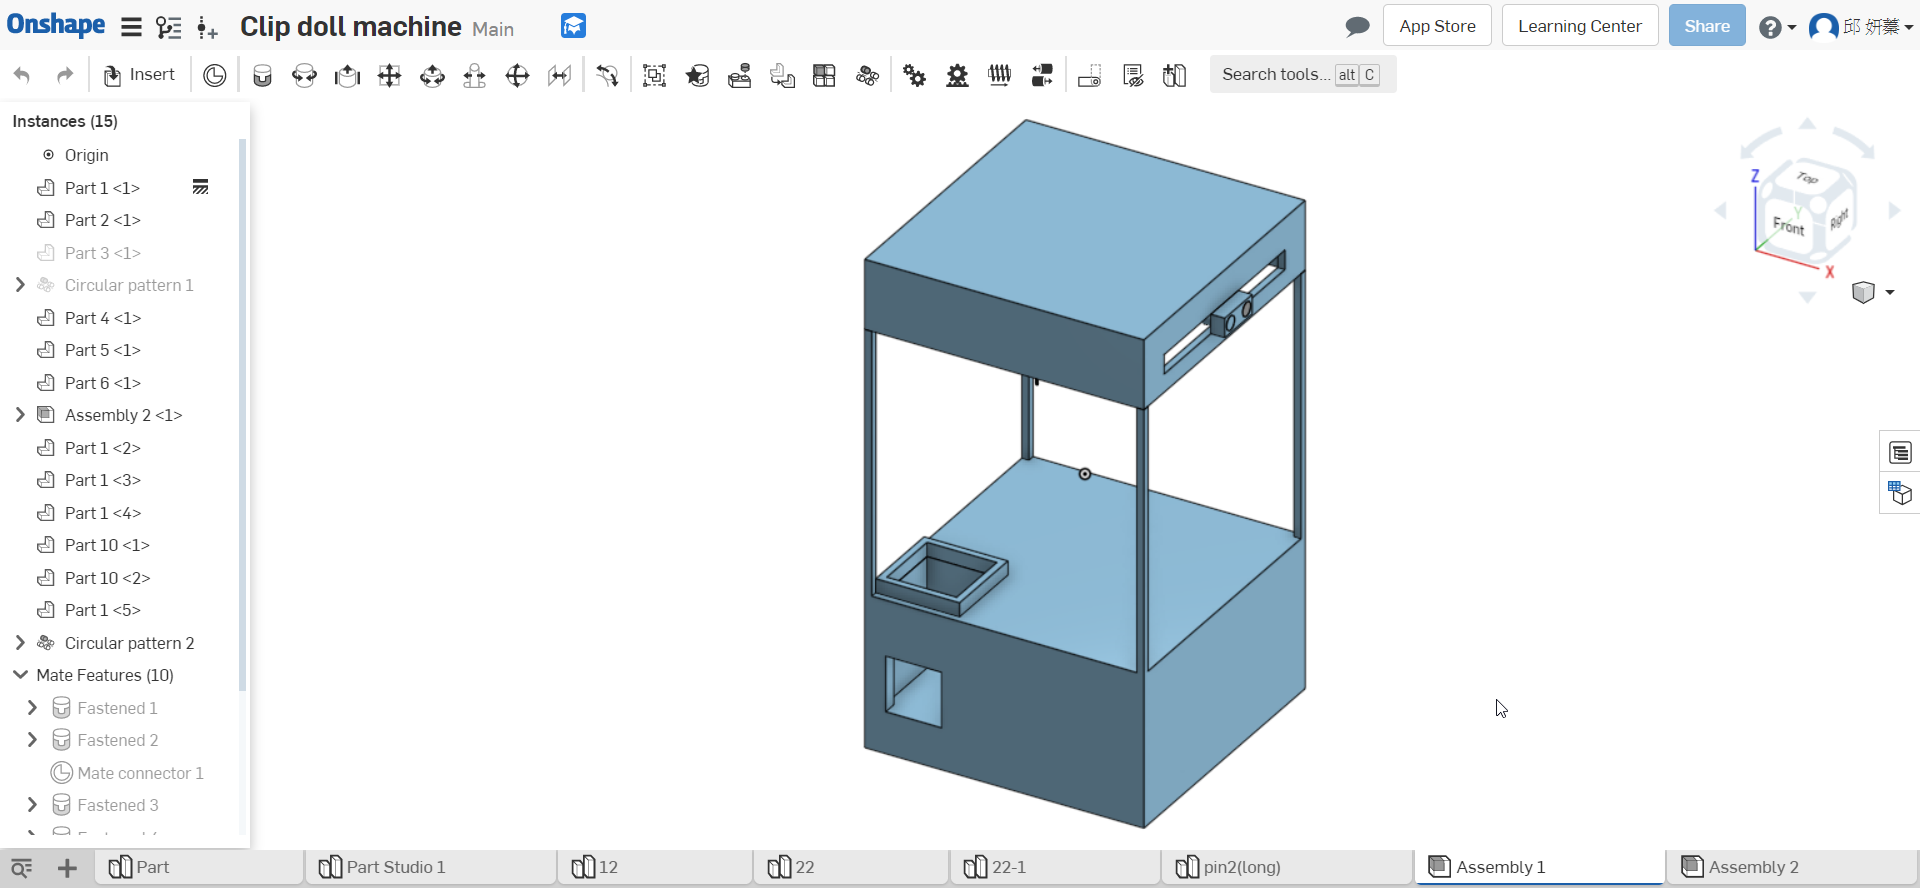 Onshape
Clip doll machine Main
App Store
Learning Center
Share
邱 妍蓁
Insert
Search tools... alt C
Instances (15)
Origin
Part 1 <1>
Part 2 <1>
Part 3 <1>
Circular pattern 1
Part 4 <1>
Part 5 <1>
Part 6 <1>
Assembly 2 <1>
Part 1 <2>
Part 1 <3>
Part 1 <4>
Part 10 <1>
Part 10 <2>
Part 1 <5>
Circular pattern 2
Mate Features (10)
Fastened 1
Fastened 2
Mate connector 1
Fastened 3
Z
Top
Y
Front
Right
X
Part
Part Studio 1
12
22
22-1
pin2(long)
Assembly 1
Assembly 2